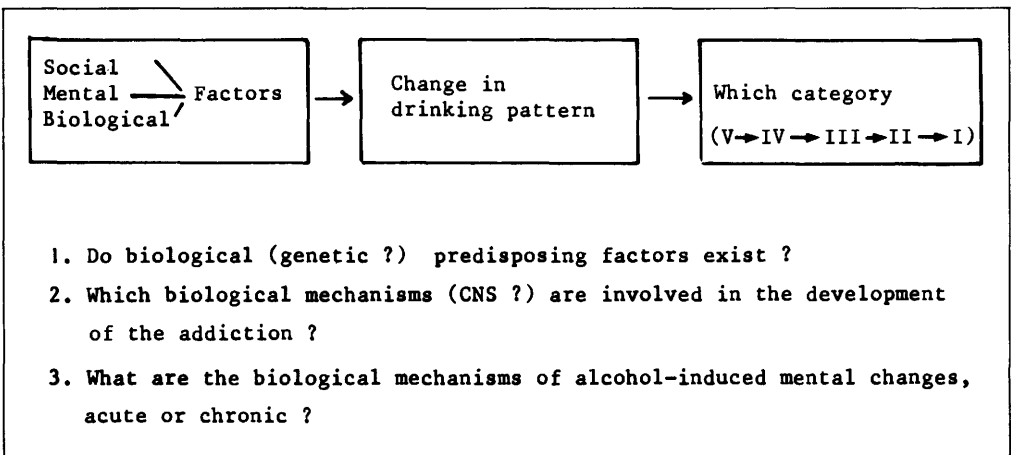 Social
Mental Factors
Biological
Change in
drinking pattern
Which category
(V→IV→III→II→I)
1. Do biological (genetic ?) predisposing factors exist ?
2. Which biological mechanisms (CNS ?) are involved in the development
of the addiction ?
3. What are the biological mechanisms of alcohol-induced mental changes,
acute or chronic ?